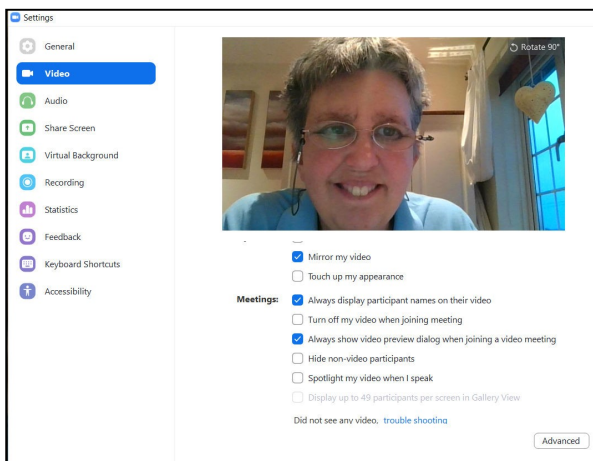 Settings
Rotate 90°
General
Video
Audio
Share Screen
Virtual Background
Recording
Statistics
Feedback
Keyboard Shortcuts
Accessibility
Mirror my video
Touch up my appearance
Meetings: Always display participant names on their video
Turn off my video when joining meeting
Always show video preview dialog when joining a video meeting
Hide non-video participants
Spotlight my video when I speak
Display up to 49 participants per screen in Gallery View
Did not see any video, trouble shooting
Advanced